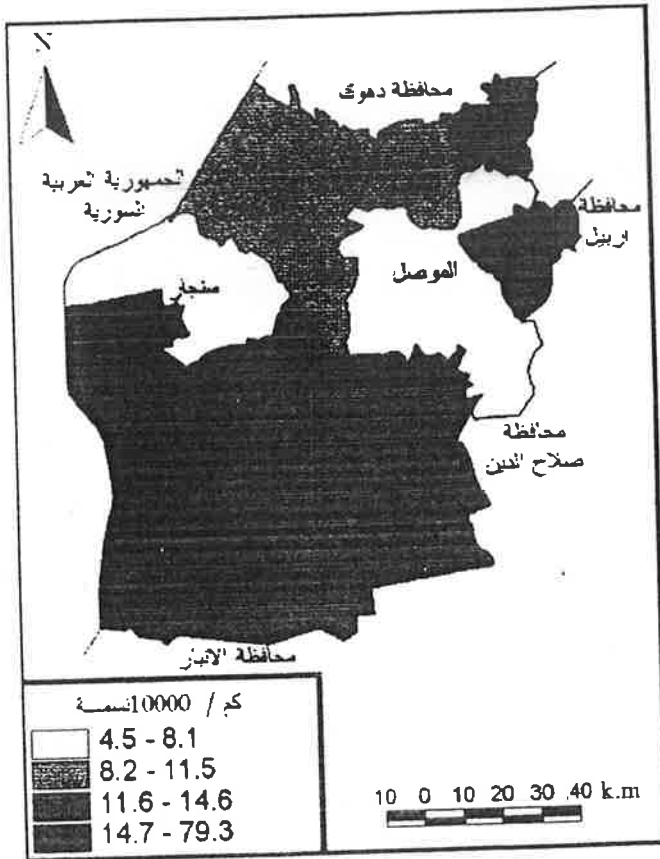 N
محافظة دهوك
الجمهورية العربية
السورية
محافظة
اربيل
سنجار
الموصل
محافظة
صلاح الدين
محافظة الانبار
كم / 10000نسمـــة
4.5 - 8.1
8.2 - 11.5
11.6 - 14.6
14.7 - 79.3
10 0 10 20 30 40 k.m